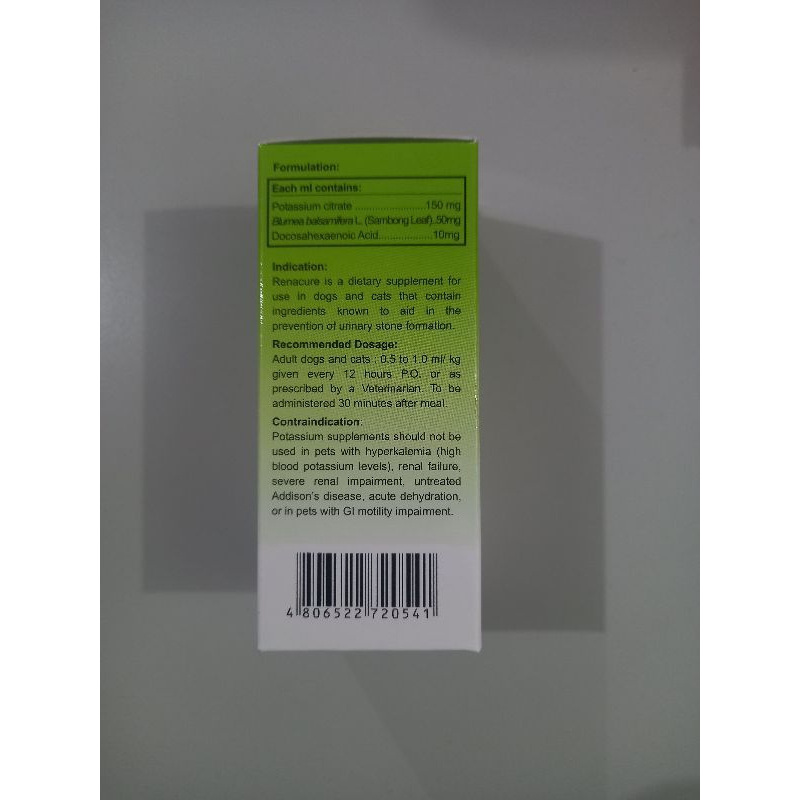 Formulation:
Each ml contains:
Potassium citrate ......................150 mg
Blumea balsamifera L. (Sambong Leaf)..50mg
Docosahexaenoic Acid..................10mg
Indication:
Renacure is a dietary supplement for
use in dogs and cats that contain
ingredients known to aid in the
prevention of urinary stone formation.
Recommended Dosage:
Adult dogs and cats : 0.5 to 1.0 ml/ kg
given every 12 hours P.O. or as
prescribed by a Veterinarian. To be
administered 30 minutes after meal.
Contraindication:
Potassium supplements should not be
used in pets with hyperkalemia (high
blood potassium levels), renal failure,
severe renal impairment, untreated
Addison's disease, acute dehydration,
or in pets with GI motility impairment.
4 806522 720541